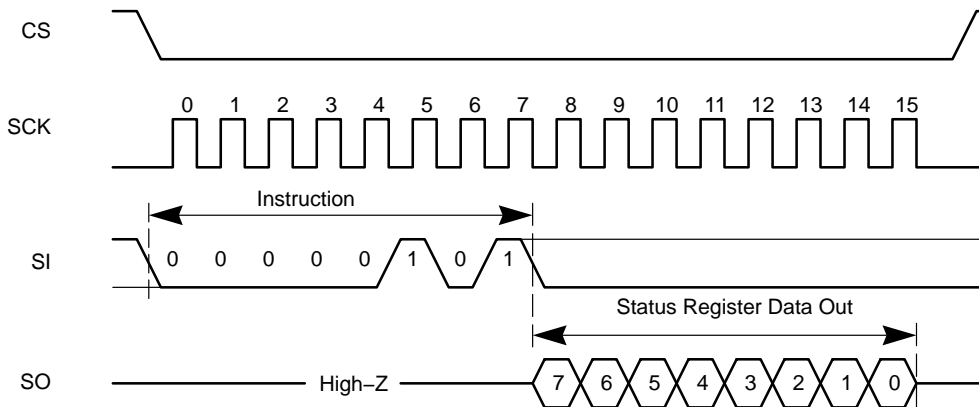 CS
0 1 2 3 4 5 6 7 8 9 10 11 12 13 14 15
SCK
Instruction
SI 0 0 0 0 0 1 0 1
Status Register Data Out
SO High–Z 7 6 5 4 3 2 1 0